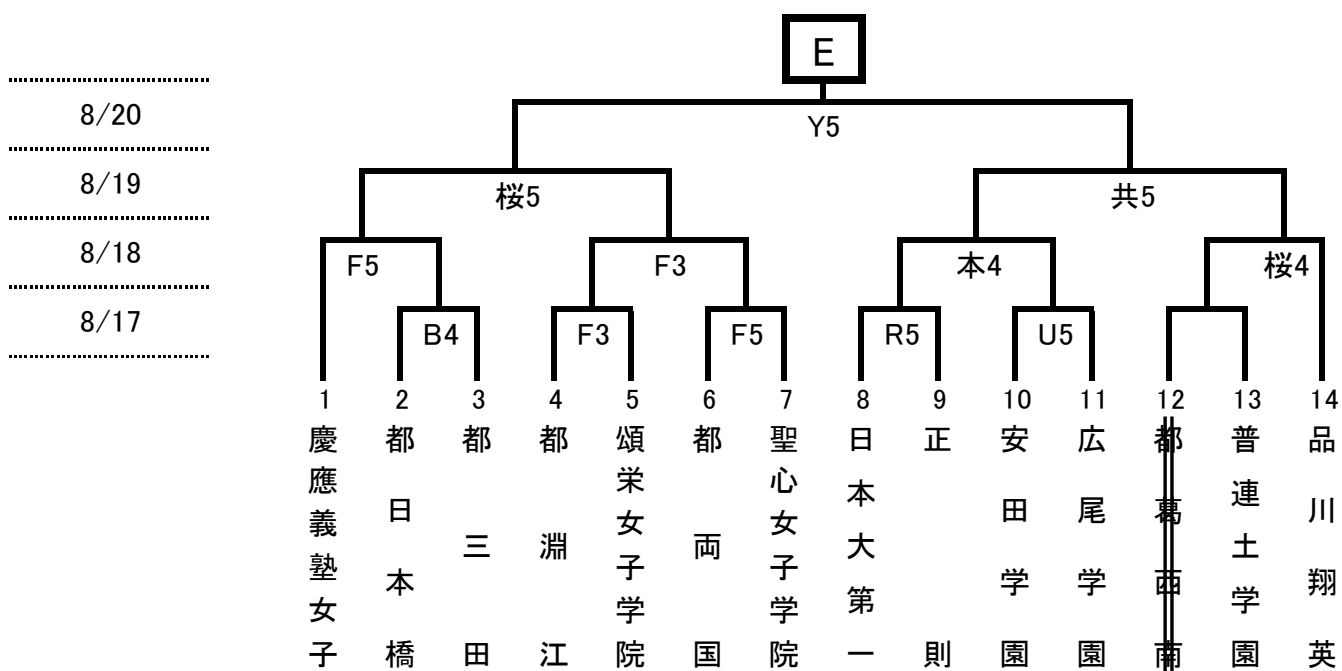 E
8/20
Y5
8/19
桜5
共5
8/18
F5
F3
本4
桜4
8/17
B4
F3
F5
R5
U5
1 2 3 4 5 6 7 8 9 10 11 12 13 14
慶應義塾女子
都日本橋
都三田
都淵江
頌栄女子学院
都両国
聖心女子学院
日本大第一
正則
安田学園
広尾学園
都葛西南
普連土学園
品川翔英